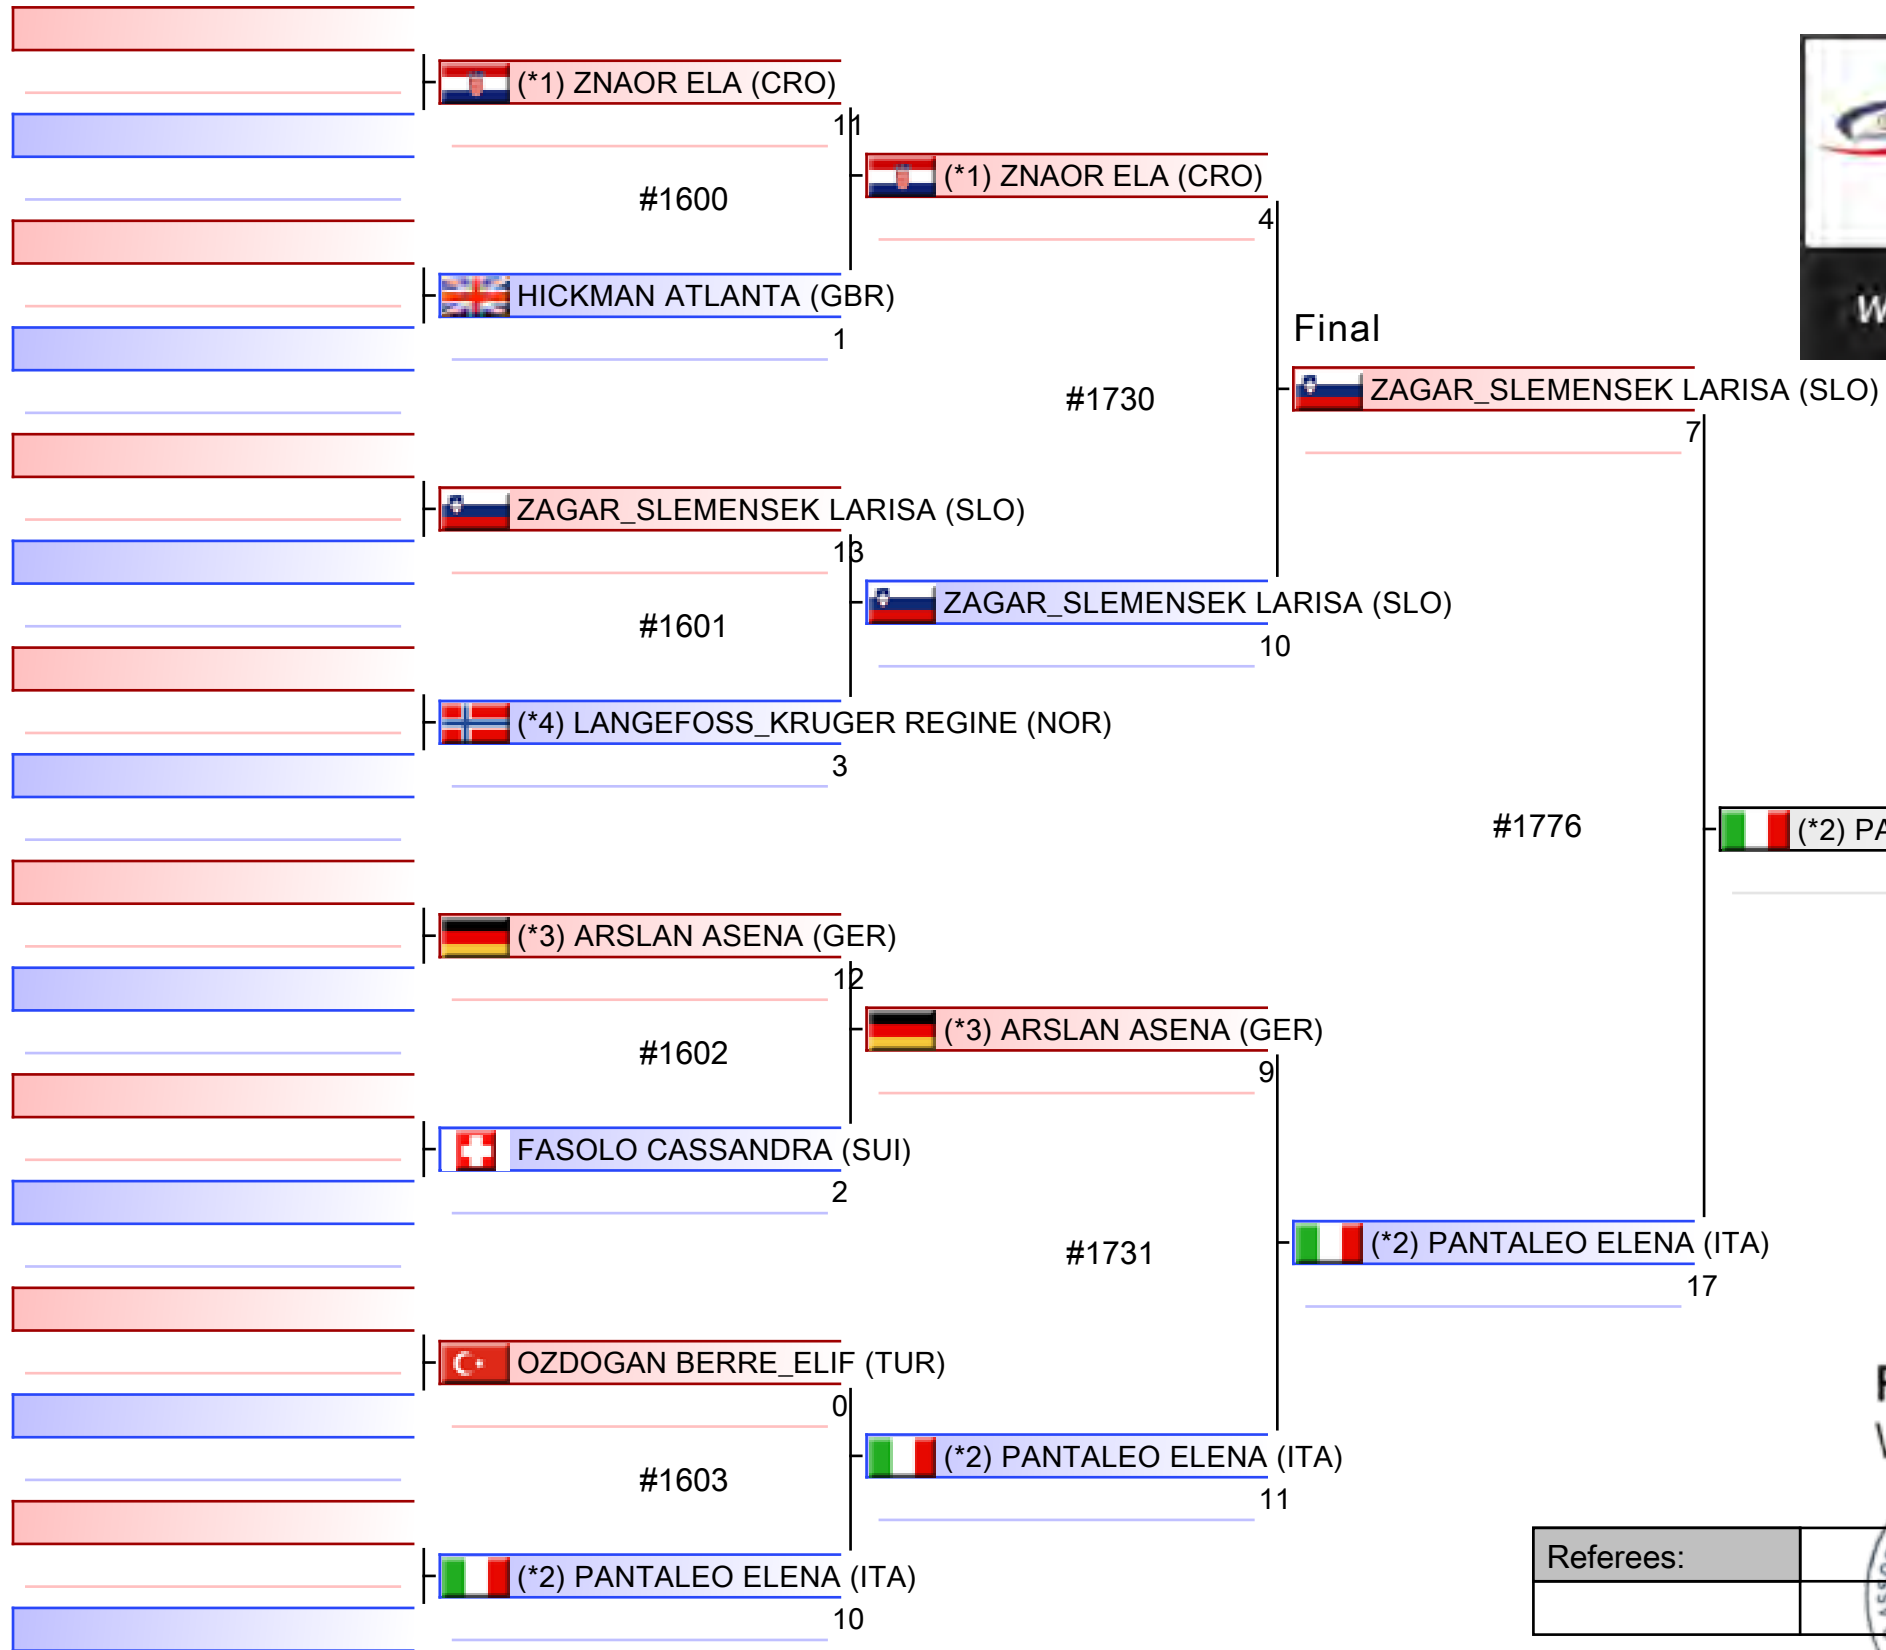 (*1) ZNAOR ELA (CRO)
11
#1600
HICKMAN ATLANTA (GBR)
1
ZAGAR_SLEMENSEK LARISA (SLO)
13
#1601
(*4) LANGEFOSS_KRUGER REGINE (NOR)
3
(*3) ARSLAN ASENA (GER)
12
#1602
FASOLO CASSANDRA (SUI)
2
OZDOGAN BERRE_ELIF (TUR)
0
#1603
(*2) PANTALEO ELENA (ITA)
10
(*1) ZNAOR ELA (CRO)
4
#1730
ZAGAR_SLEMENSEK LARISA (SLO)
10
(*3) ARSLAN ASENA (GER)
9
#1731
(*2) PANTALEO ELENA (ITA)
11
Final
ZAGAR_SLEMENSEK LARISA (SLO)
7
#1776
(*2) PANTALEO ELENA (ITA)
17
(*2) PA
Referees: